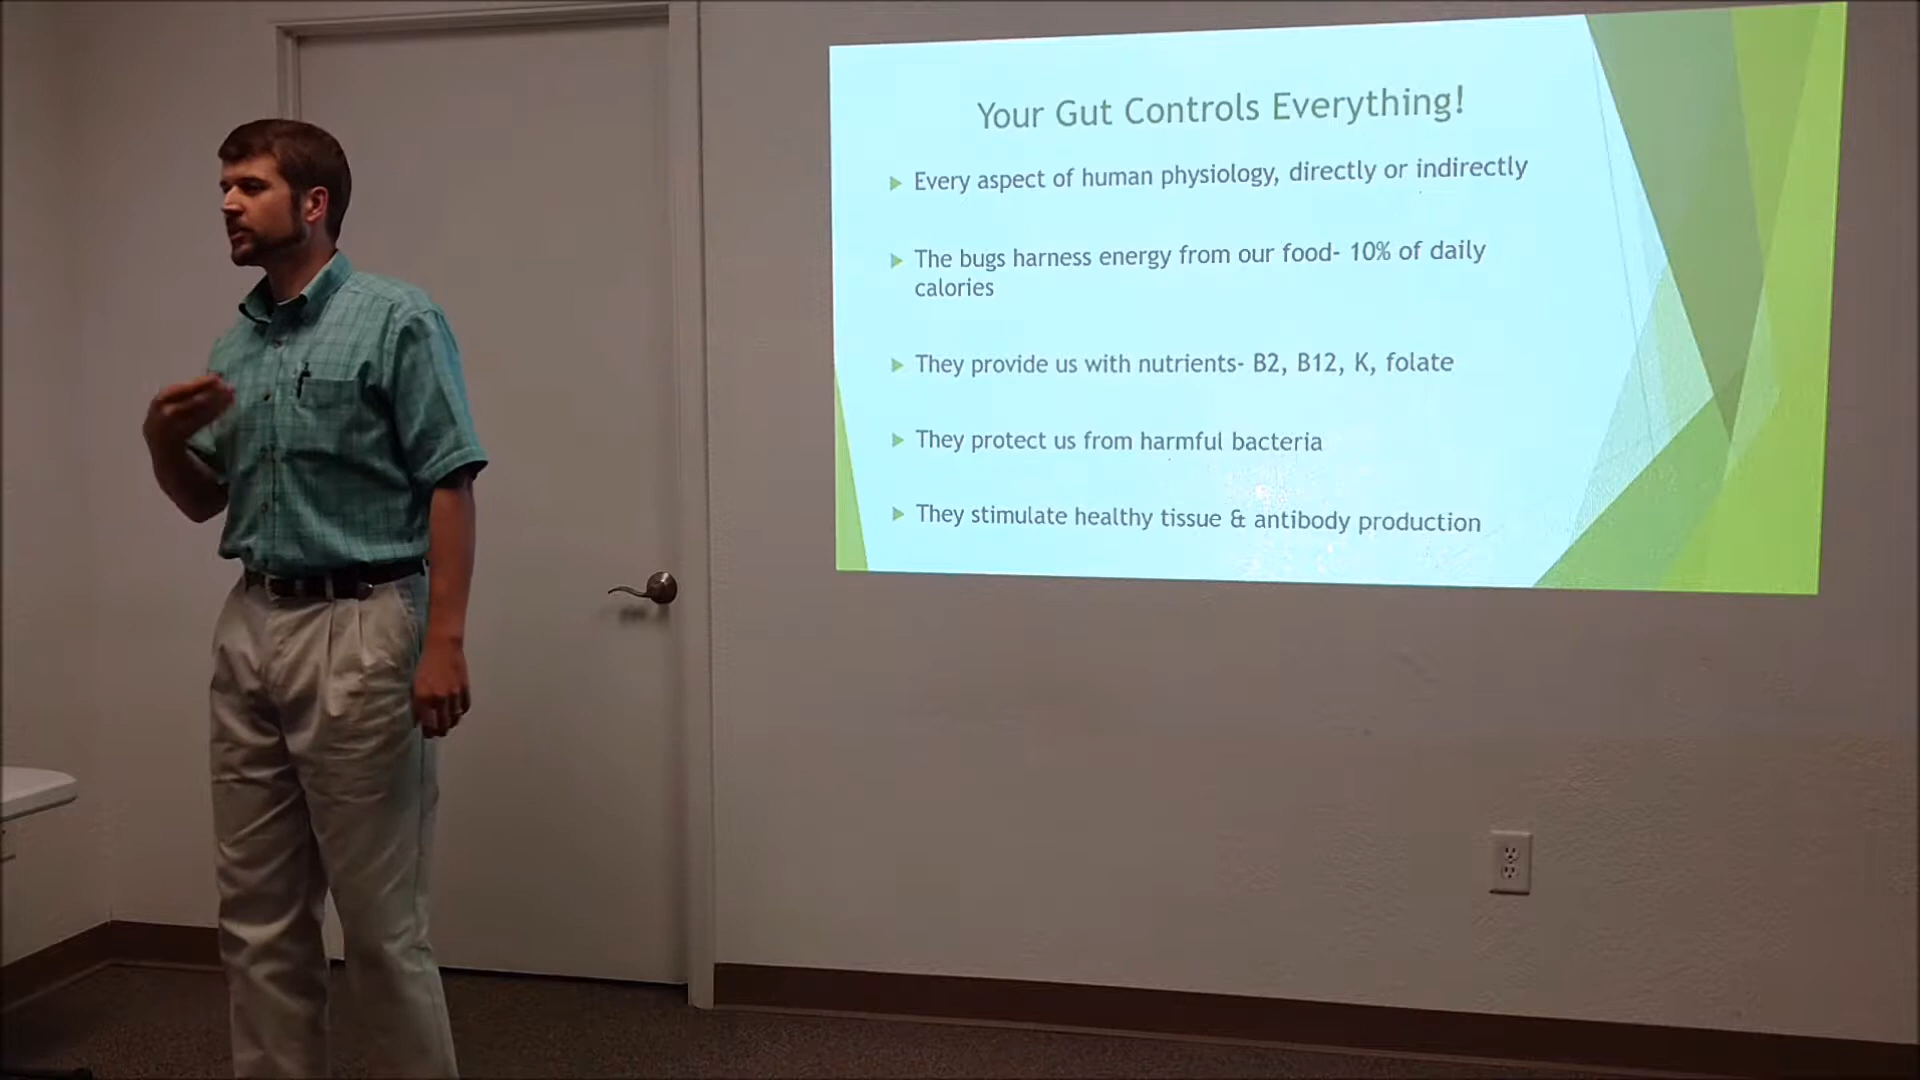 Your Gut Controls Everything!
Every aspect of human physiology, directly or indirectly
The bugs harness energy from our food- 10% of daily
calories
They provide us with nutrients- B2, B12, K, folate
They protect us from harmful bacteria
They stimulate healthy tissue & antibody production